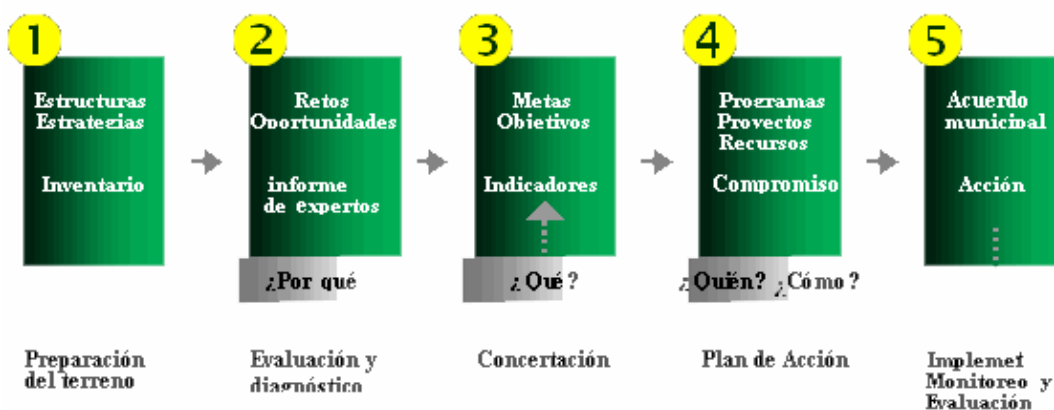 1
Estructuras
Estrategias
Inventario
Preparación
del terreno
2
Retos
Oportunidades
informe
de expertos
¿Por qué
Evaluación y
diagnóstico
3
Metas
Objetivos
Indicadores
¿Qué?
Concertación
4
Programas
Proyectos
Recursos
Compromiso
¿Quién? ¿Cómo?
Plan de Acción
5
Acuerdo
municipal
Acción
Implemet
Monitoreo y
Evaluación